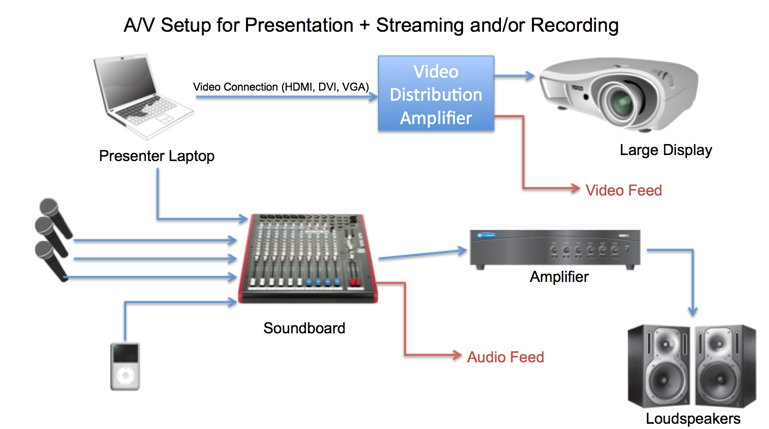 A/V Setup for Presentation + Streaming and/or Recording
Video Connection (HDMI, DVI, VGA)
Video
Distribution
Amplifier
Presenter Laptop
Large Display
Video Feed
Amplifier
Soundboard
Audio Feed
Loudspeakers